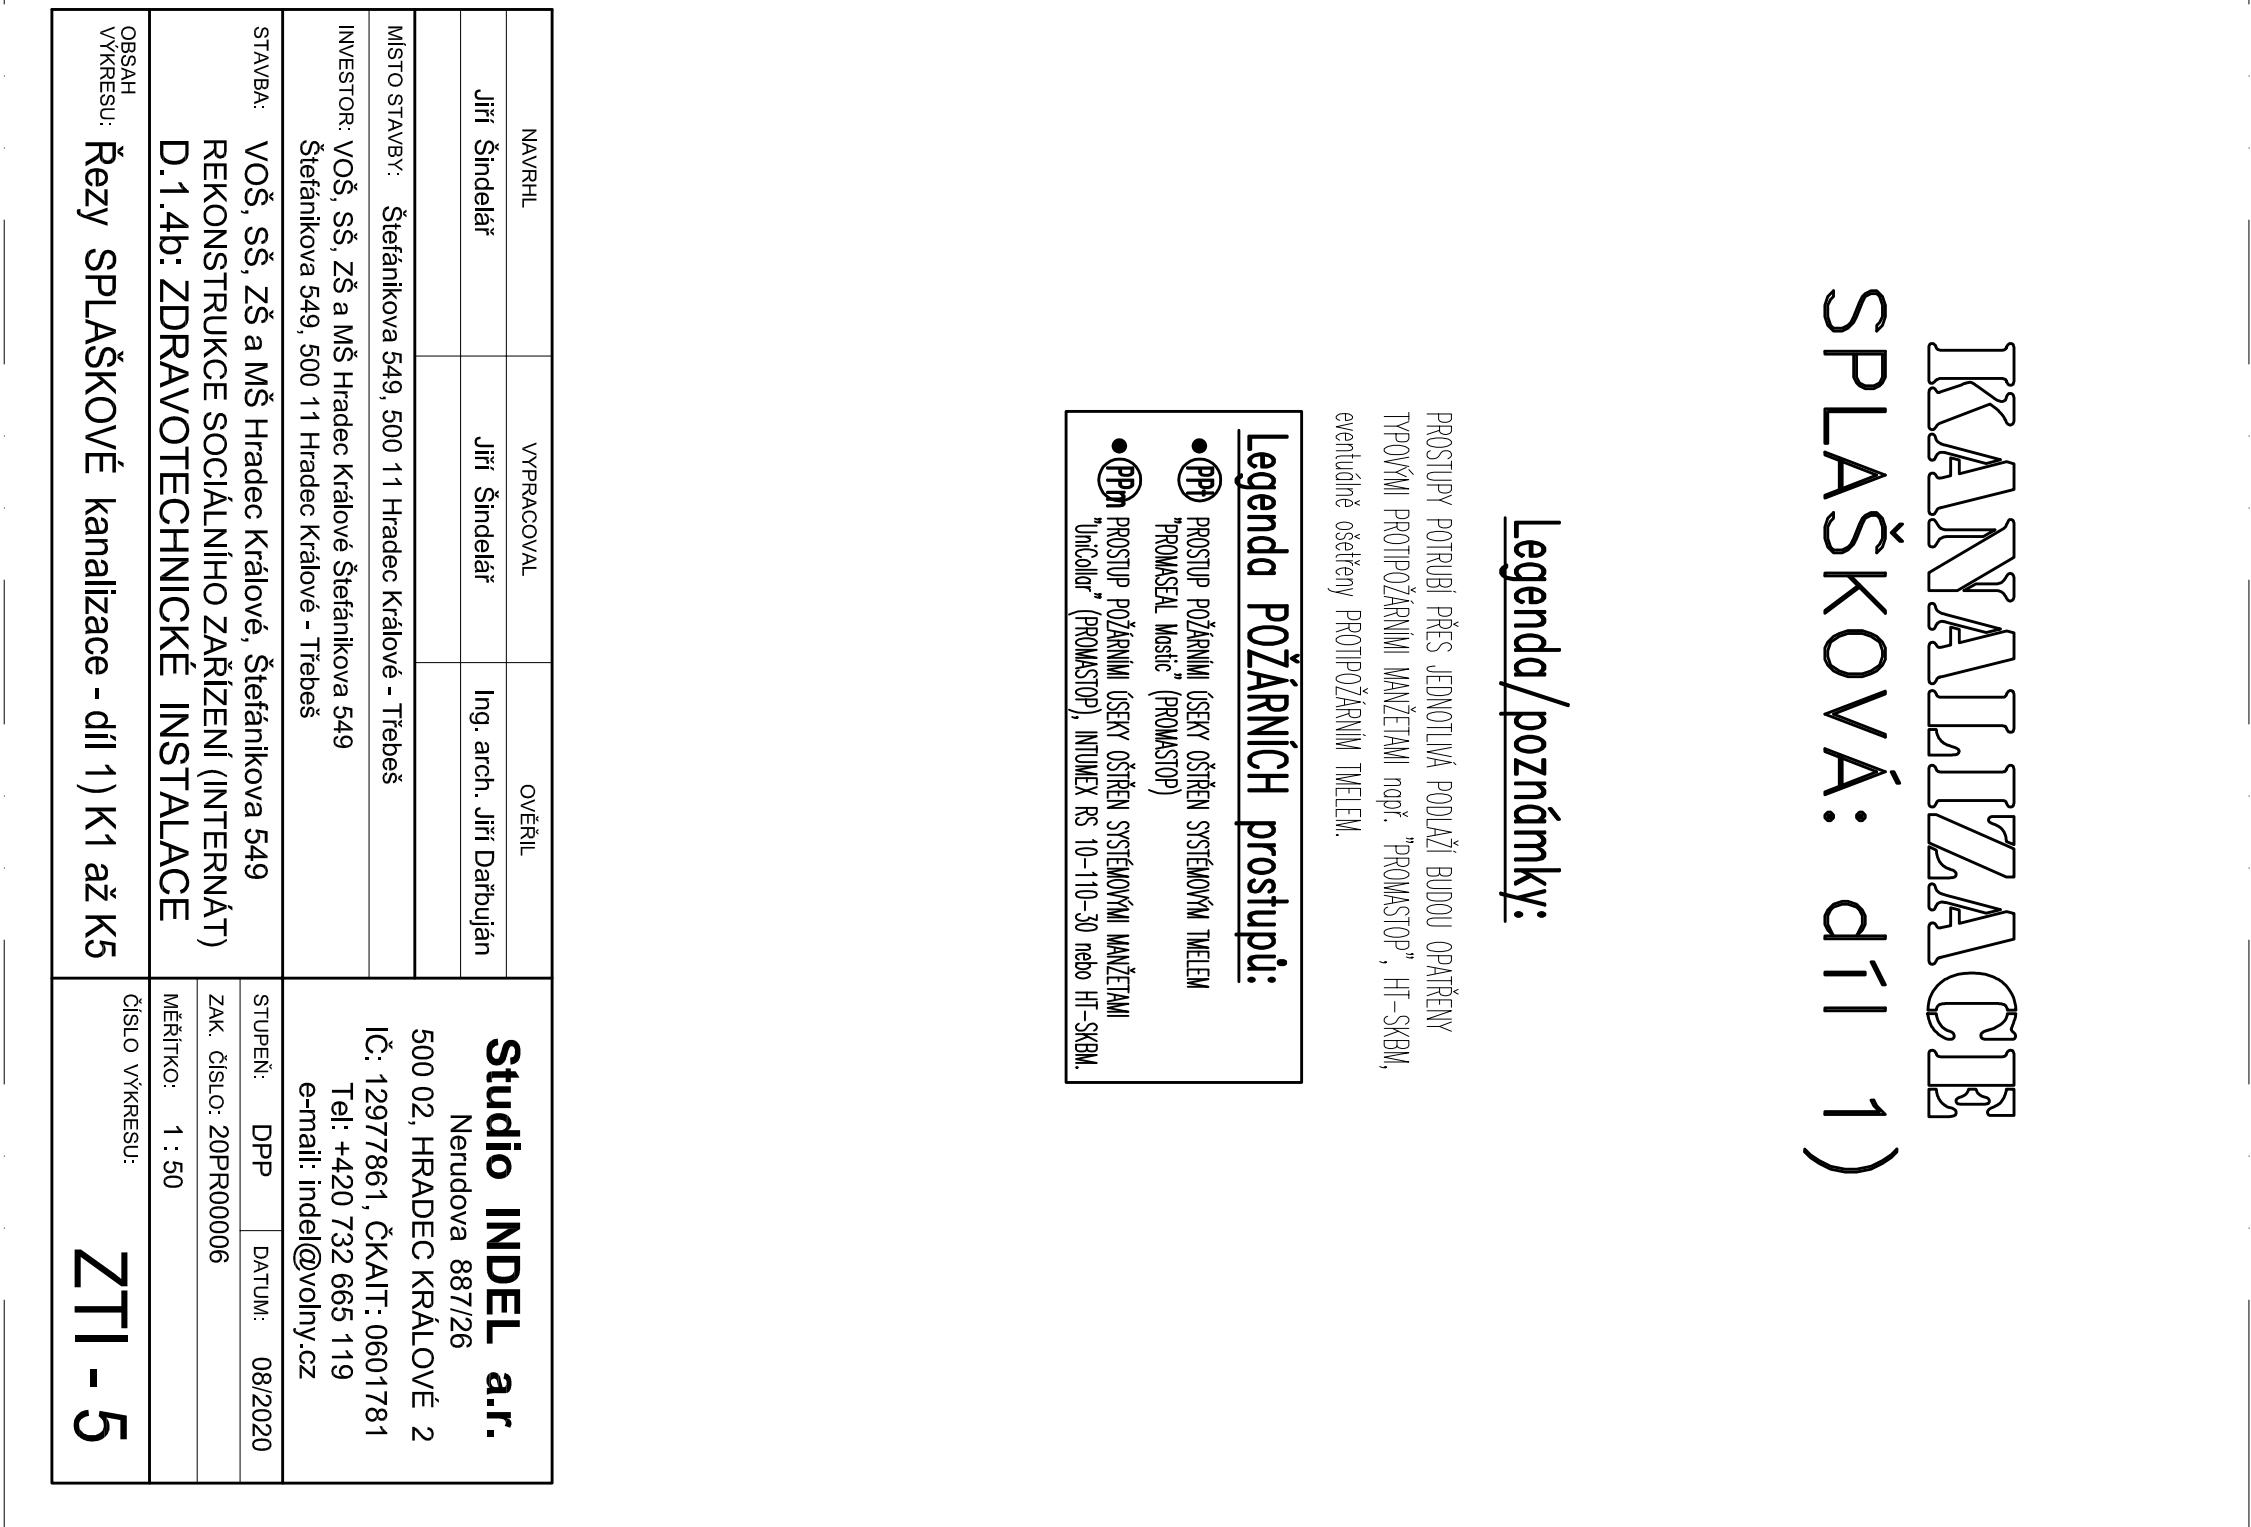 KANALIZACE
SPLAŠKOVÁ: díl 1)
Legenda/poznámky:
PROSTUPY POTRUBÍ PŘES JEDNOTLIVÁ PODLAŽÍ BUDOU OPATŘENY
TYPOVÝMI PROTIPOŽÁRNÍMI MANŽETAMI např. "PROMASTOP", HT-SKBM,
eventuálně ošetřeny PROTIPOŽÁRNÍM TMELEM.
Legenda POŽÁRNÍCH prostupů:
● PPt PROSTUP POŽÁRNÍMI ÚSEKY OŠTŘEN SYSTÉMOVÝM TMELEM
"PROMASEAL Mastic" (PROMASTOP)
● PPm PROSTUP POŽÁRNÍMI ÚSEKY OŠTŘEN SYSTÉMOVÝMI MANŽETAMI
"UniCollar" (PROMASTOP), INTUMEX RS 10-110-30 nebo HT-SKBM.
NAVRHL VYPRACOVAL OVĚŘIL
Jiří Šindelář Jiří Šindelář Ing. arch. Jiří Dařbuján
MÍSTO STAVBY: Štefánikova 549, 500 11 Hradec Králové - Třebeš
INVESTOR: VOŠ, SŠ, ZŠ a MŠ Hradec Králové Štefánikova 549
Štefánikova 549, 500 11 Hradec Králové - Třebeš
STAVBA: VOŠ, SŠ, ZŠ a MŠ Hradec Králové, Štefánikova 549
REKONSTRUKCE SOCIÁLNÍHO ZAŘÍZENÍ (INTERNÁT)
D.1.4b: ZDRAVOTECHNICKÉ INSTALACE
OBSAH
VÝKRESU: Řezy SPLAŠKOVÉ kanalizace - díl 1) K1 až K5
Studio INDEL a.r.
Nerudova 887/26
500 02, HRADEC KRÁLOVÉ 2
IČ: 12977861, ČKAIT: 0601781
Tel: +420 732 665 119
e-mail: indel@volny.cz
STUPEŇ: DPP DATUM: 08/2020
ZAK. ČÍSLO: 20PR00006
MĚŘÍTKO: 1 : 50
ČÍSLO VÝKRESU:
ZTI - 5